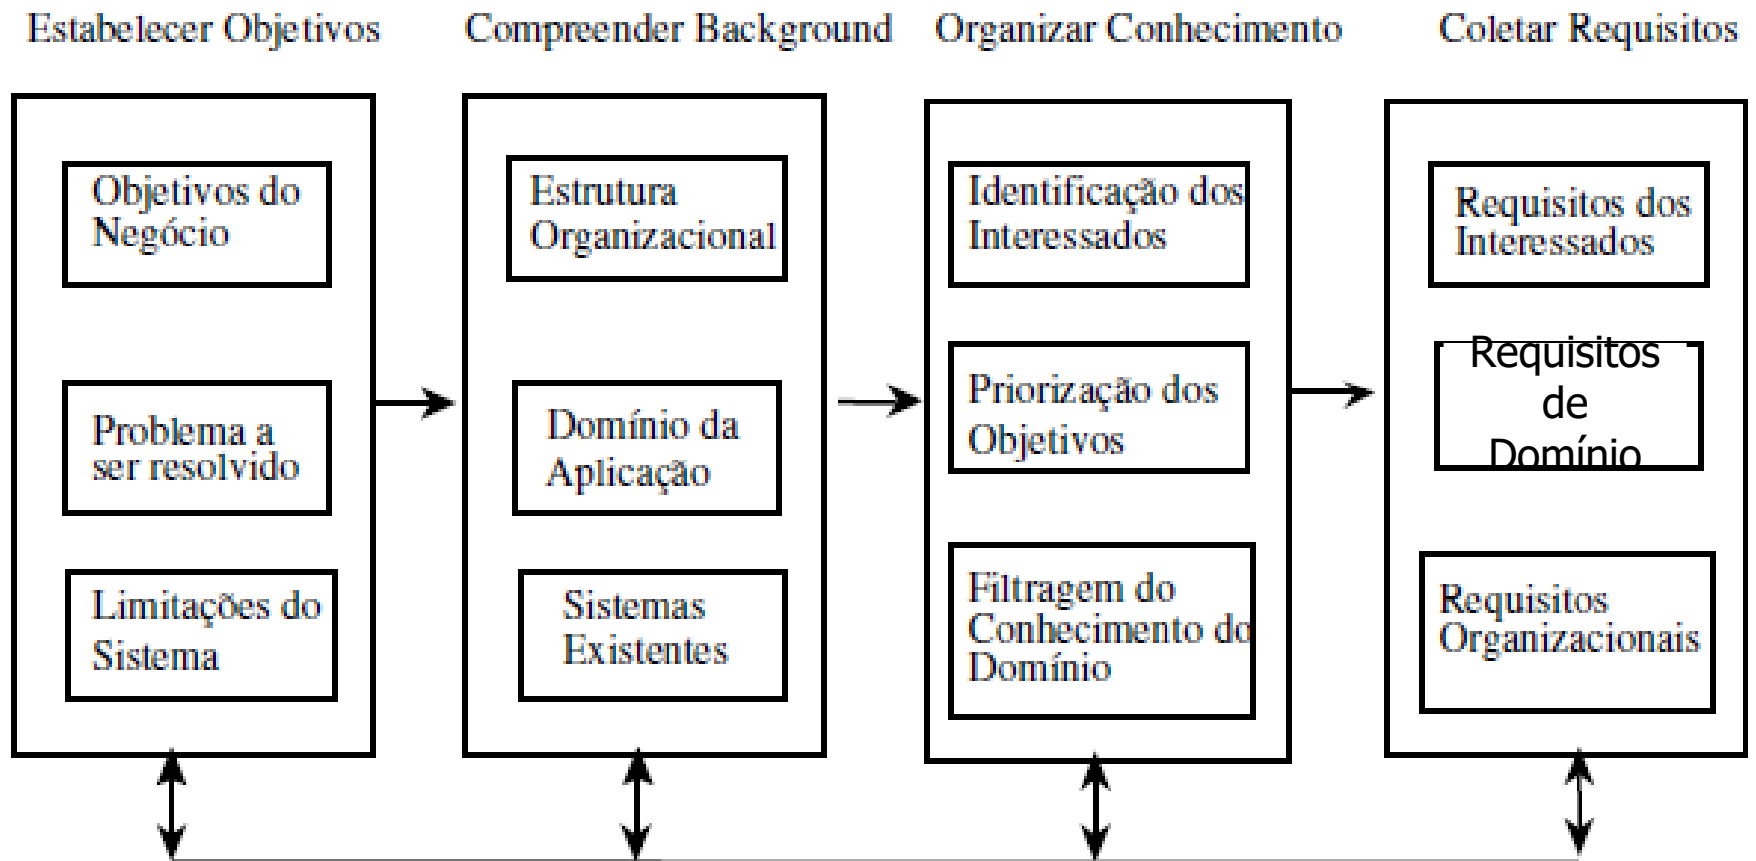 Estabelecer Objetivos
Compreender Background
Organizar Conhecimento
Coletar Requisitos
Objetivos do
Negócio
Problema a
ser resolvido
Limitações do
Sistema
Estrutura
Organizacional
Domínio da
Aplicação
Sistemas
Existentes
Identificação dos
Interessados
Priorização dos
Objetivos
Filtragem do
Conhecimento do
Domínio
Requisitos dos
Interessados
Requisitos
de
Domínio
Requisitos
Organizacionais